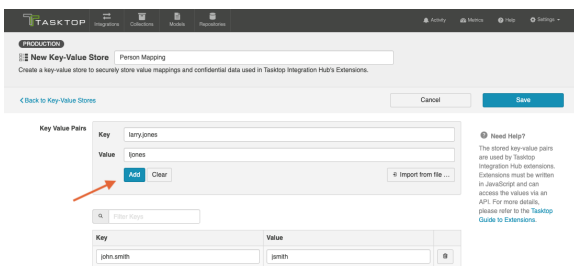 TASKTOP
Integrations
Collections
Models
Repositories
Activity
Metrics
Help
Settings
PRODUCTION
New Key-Value Store
Person Mapping
Create a key-value store to securely store value mappings and confidential data used in Tasktop Integration Hub's Extensions.
Back to Key-Value Stores
Cancel
Save
Key Value Pairs
Key
larry.jones
Value
ljones
Add
Clear
Import from file ...
Need Help?
The stored key-value pairs
are used by Tasktop
Integration Hub extensions.
Extensions must be written
in JavaScript and can
access the values via an
API. For more details,
please refer to the Tasktop
Guide to Extensions.
Filter Keys
Key
Value
john.smith
jsmith